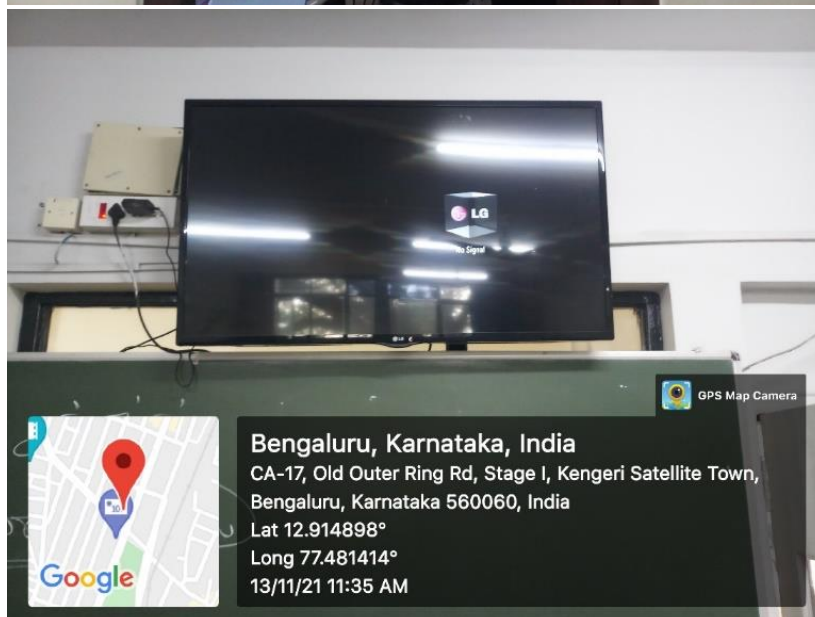 LG
No Signal
LG
GPS Map Camera
Bengaluru, Karnataka, India
CA-17, Old Outer Ring Rd, Stage I, Kengeri Satellite Town,
Bengaluru, Karnataka 560060, India
Lat 12.914898°
Long 77.481414°
13/11/21 11:35 AM
Google